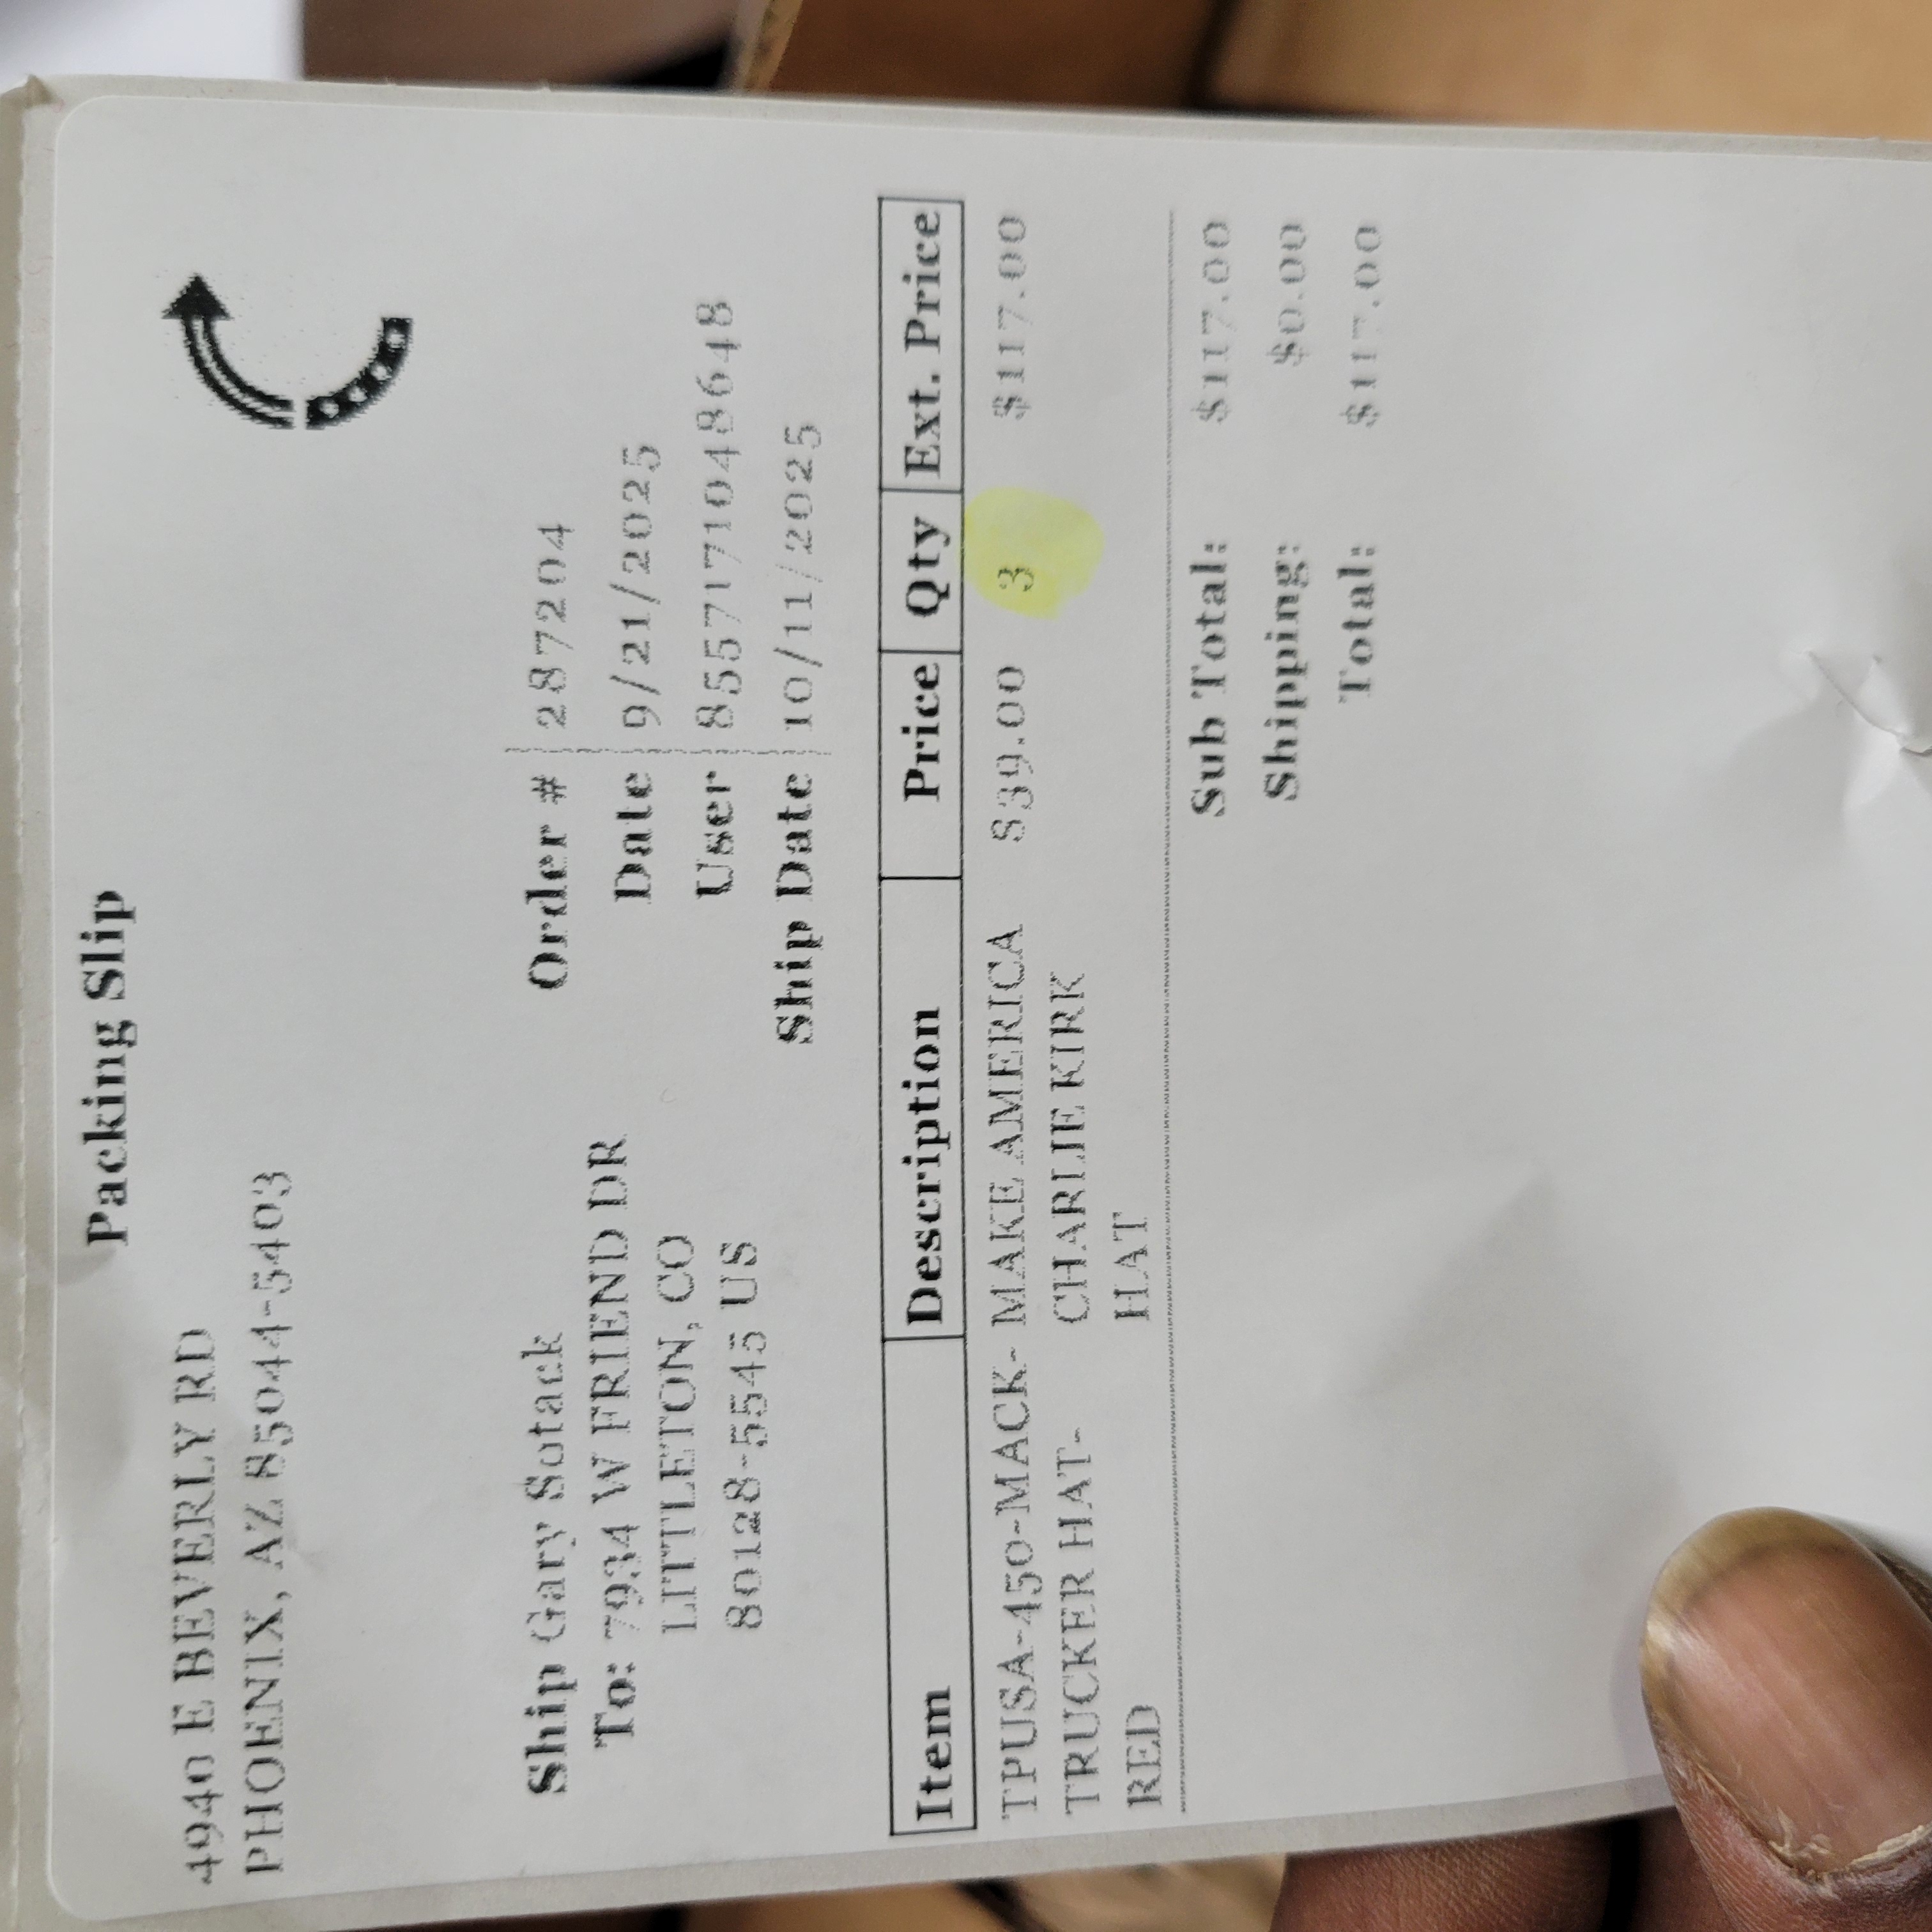 Packing Slip
4940 E BEVERLY RD
PHOENIX, AZ 85044-5403
Ship To: Gary Sotack
7934 W FRIEND DR
LITTLETON, CO
80128-5545 US
Order # 287204
Date 9/21/2025
User 8557171048648
Ship Date 10/11/2025
Item Description Price Qty Ext. Price
TPUSA-450-MACK- MAKE AMERICA $39.00 3 $117.00
TRUCKER HAT- CHARLIE KIRK
RED HAT
Sub Total: $117.00
Shipping: $0.00
Total: $117.00